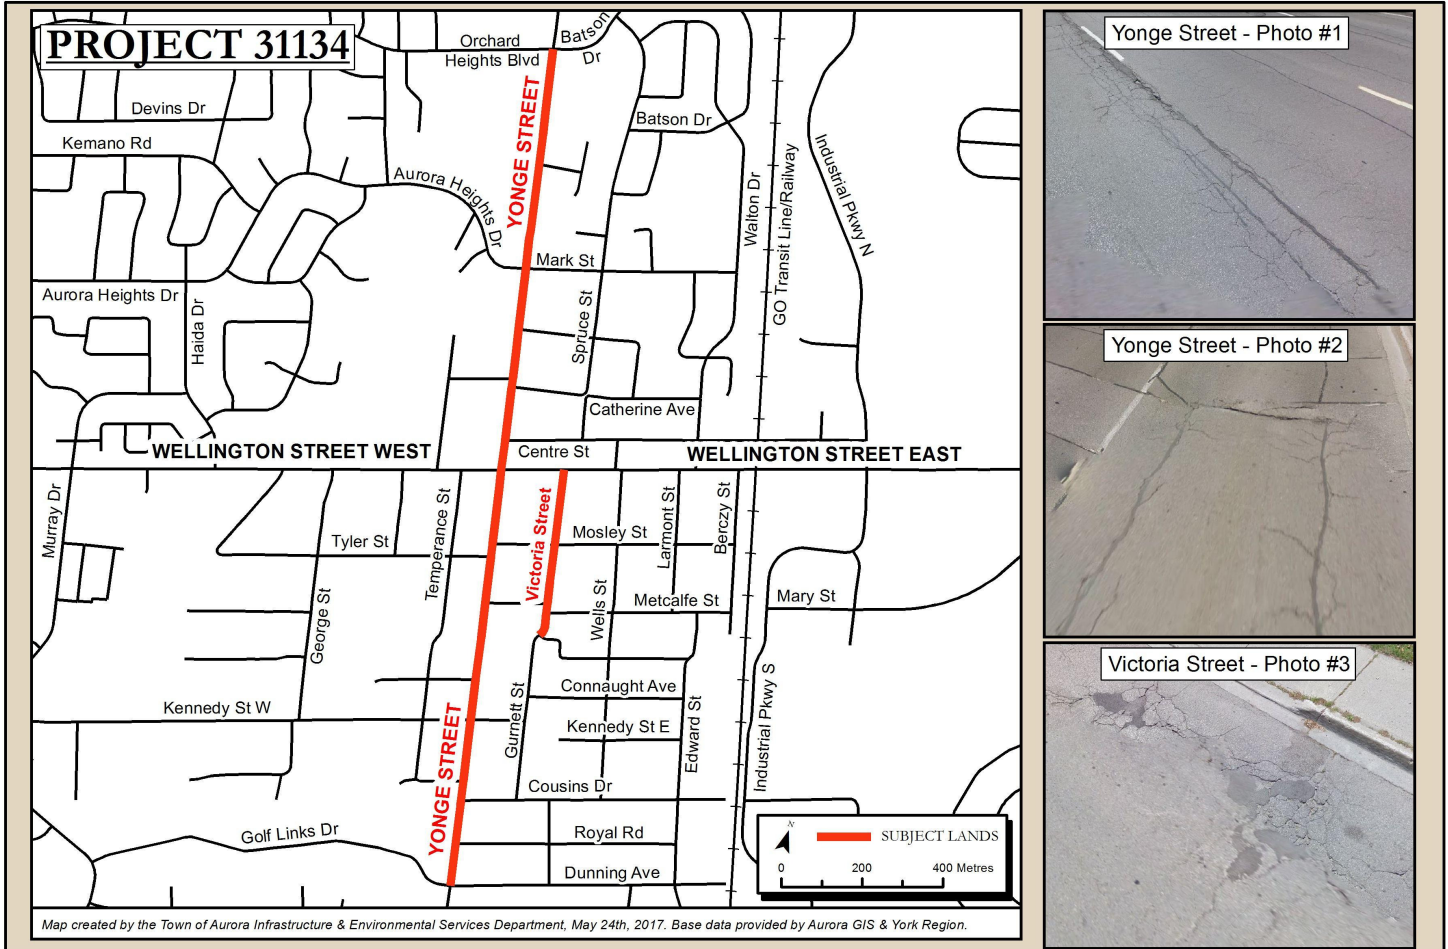 PROJECT 31134
Orchard
Heights Blvd
Batson
Dr
Devins Dr
Kemano Rd
Batson Dr
YONGE STREET
Aurora Heights Dr
Walton Dr
GO Transit Line/Railway
Industrial Pkwy N
Mark St
Aurora Heights Dr
Haida Dr
Spruce St
Catherine Ave
WELLINGTON STREET WEST
Centre St
WELLINGTON STREET EAST
Murray Dr
Tyler St
Temperance St
Victoria Street
Mosley St
Larmont St
Berczy St
George St
Wells St
Metcalfe St
Mary St
Kennedy St W
YONGE STREET
Gurnett St
Connaught Ave
Kennedy St E
Edward St
Industrial Pkwy S
Cousins Dr
Golf Links Dr
Royal Rd
Dunning Ave
N
SUBJECT LANDS
0 200 400 Metres
Map created by the Town of Aurora Infrastructure & Environmental Services Department, May 24th, 2017. Base data provided by Aurora GIS & York Region.
Yonge Street - Photo #1
Yonge Street - Photo #2
Victoria Street - Photo #3